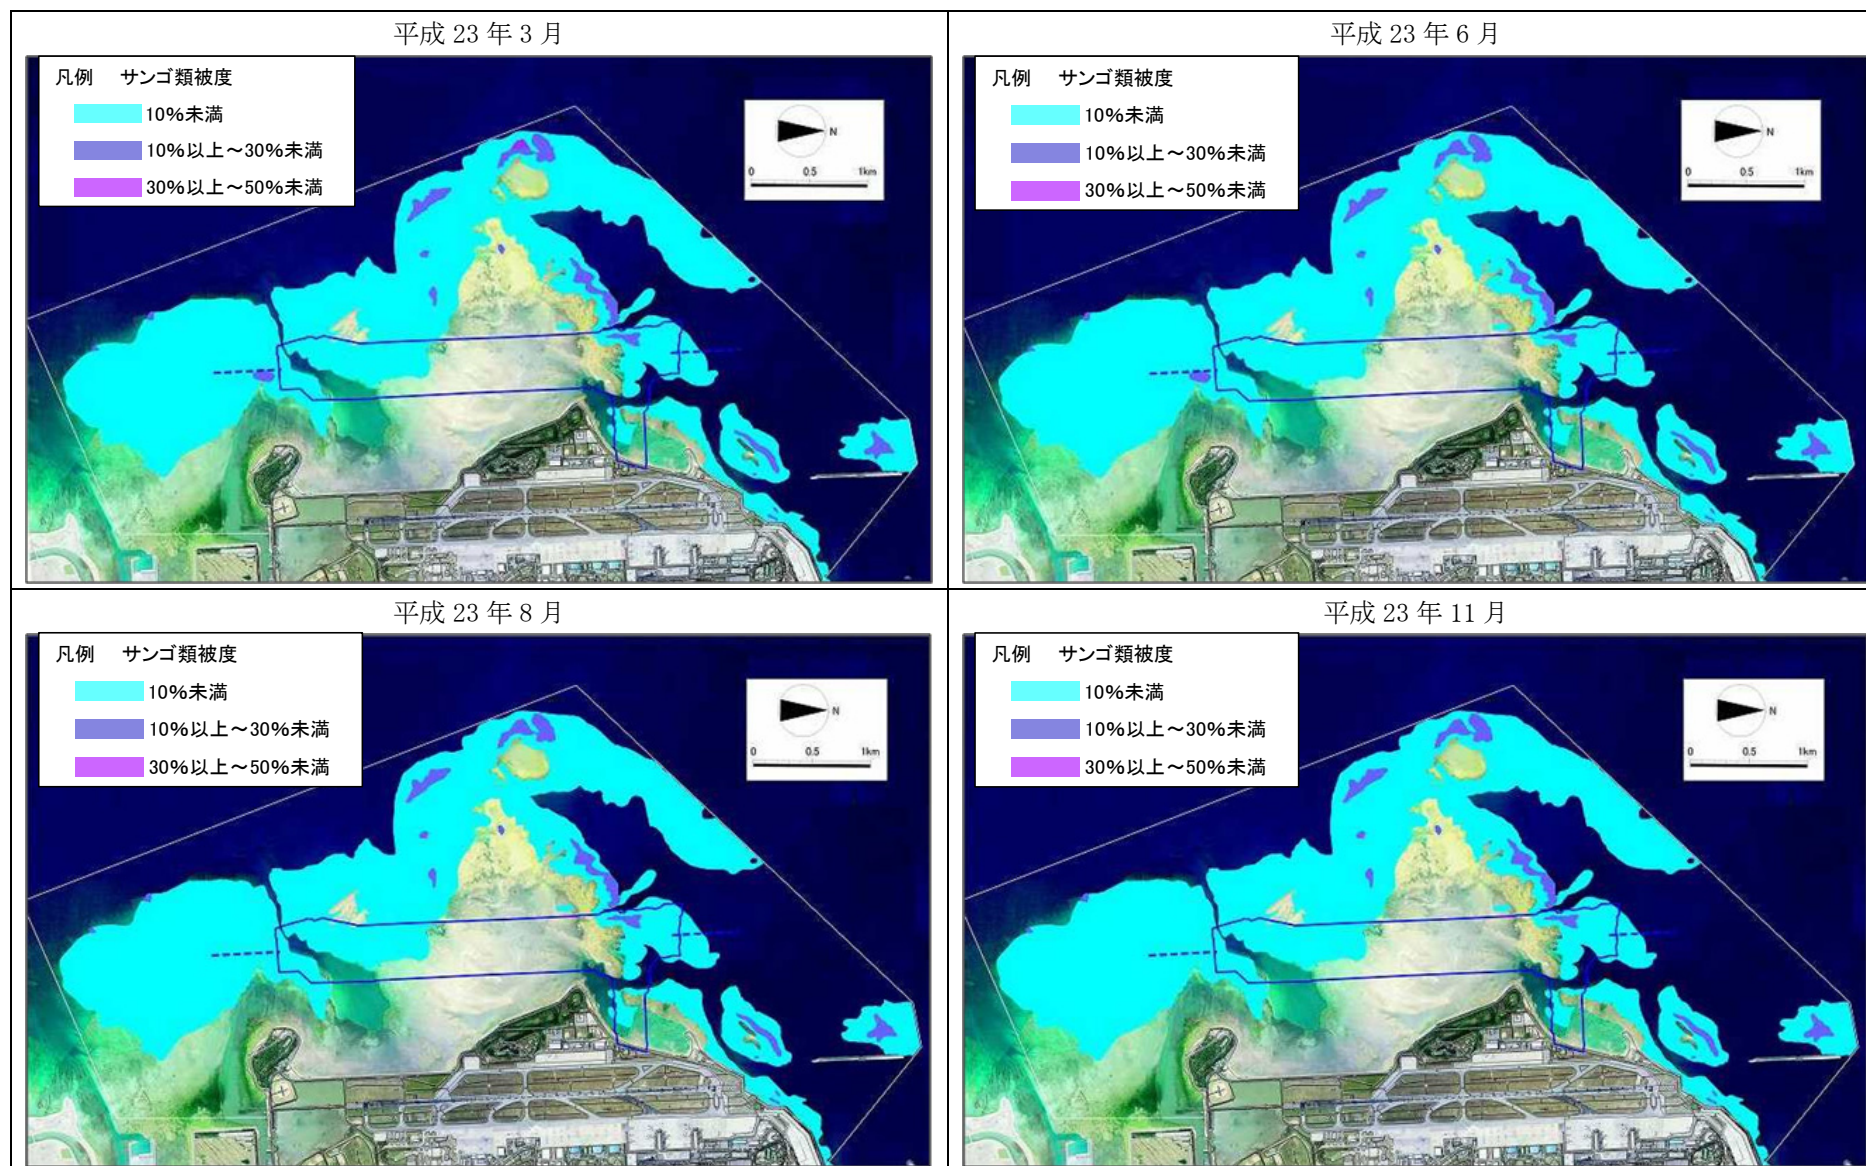 平成 23 年 3 月
凡例 サンゴ類被度
10%未満
10%以上～30%未満
30%以上～50%未満
N
0 0.5 1km
平成 23 年 6 月
凡例 サンゴ類被度
10%未満
10%以上～30%未満
30%以上～50%未満
N
0 0.5 1km
平成 23 年 8 月
凡例 サンゴ類被度
10%未満
10%以上～30%未満
30%以上～50%未満
N
0 0.5 1km
平成 23 年 11 月
凡例 サンゴ類被度
10%未満
10%以上～30%未満
30%以上～50%未満
N
0 0.5 1km